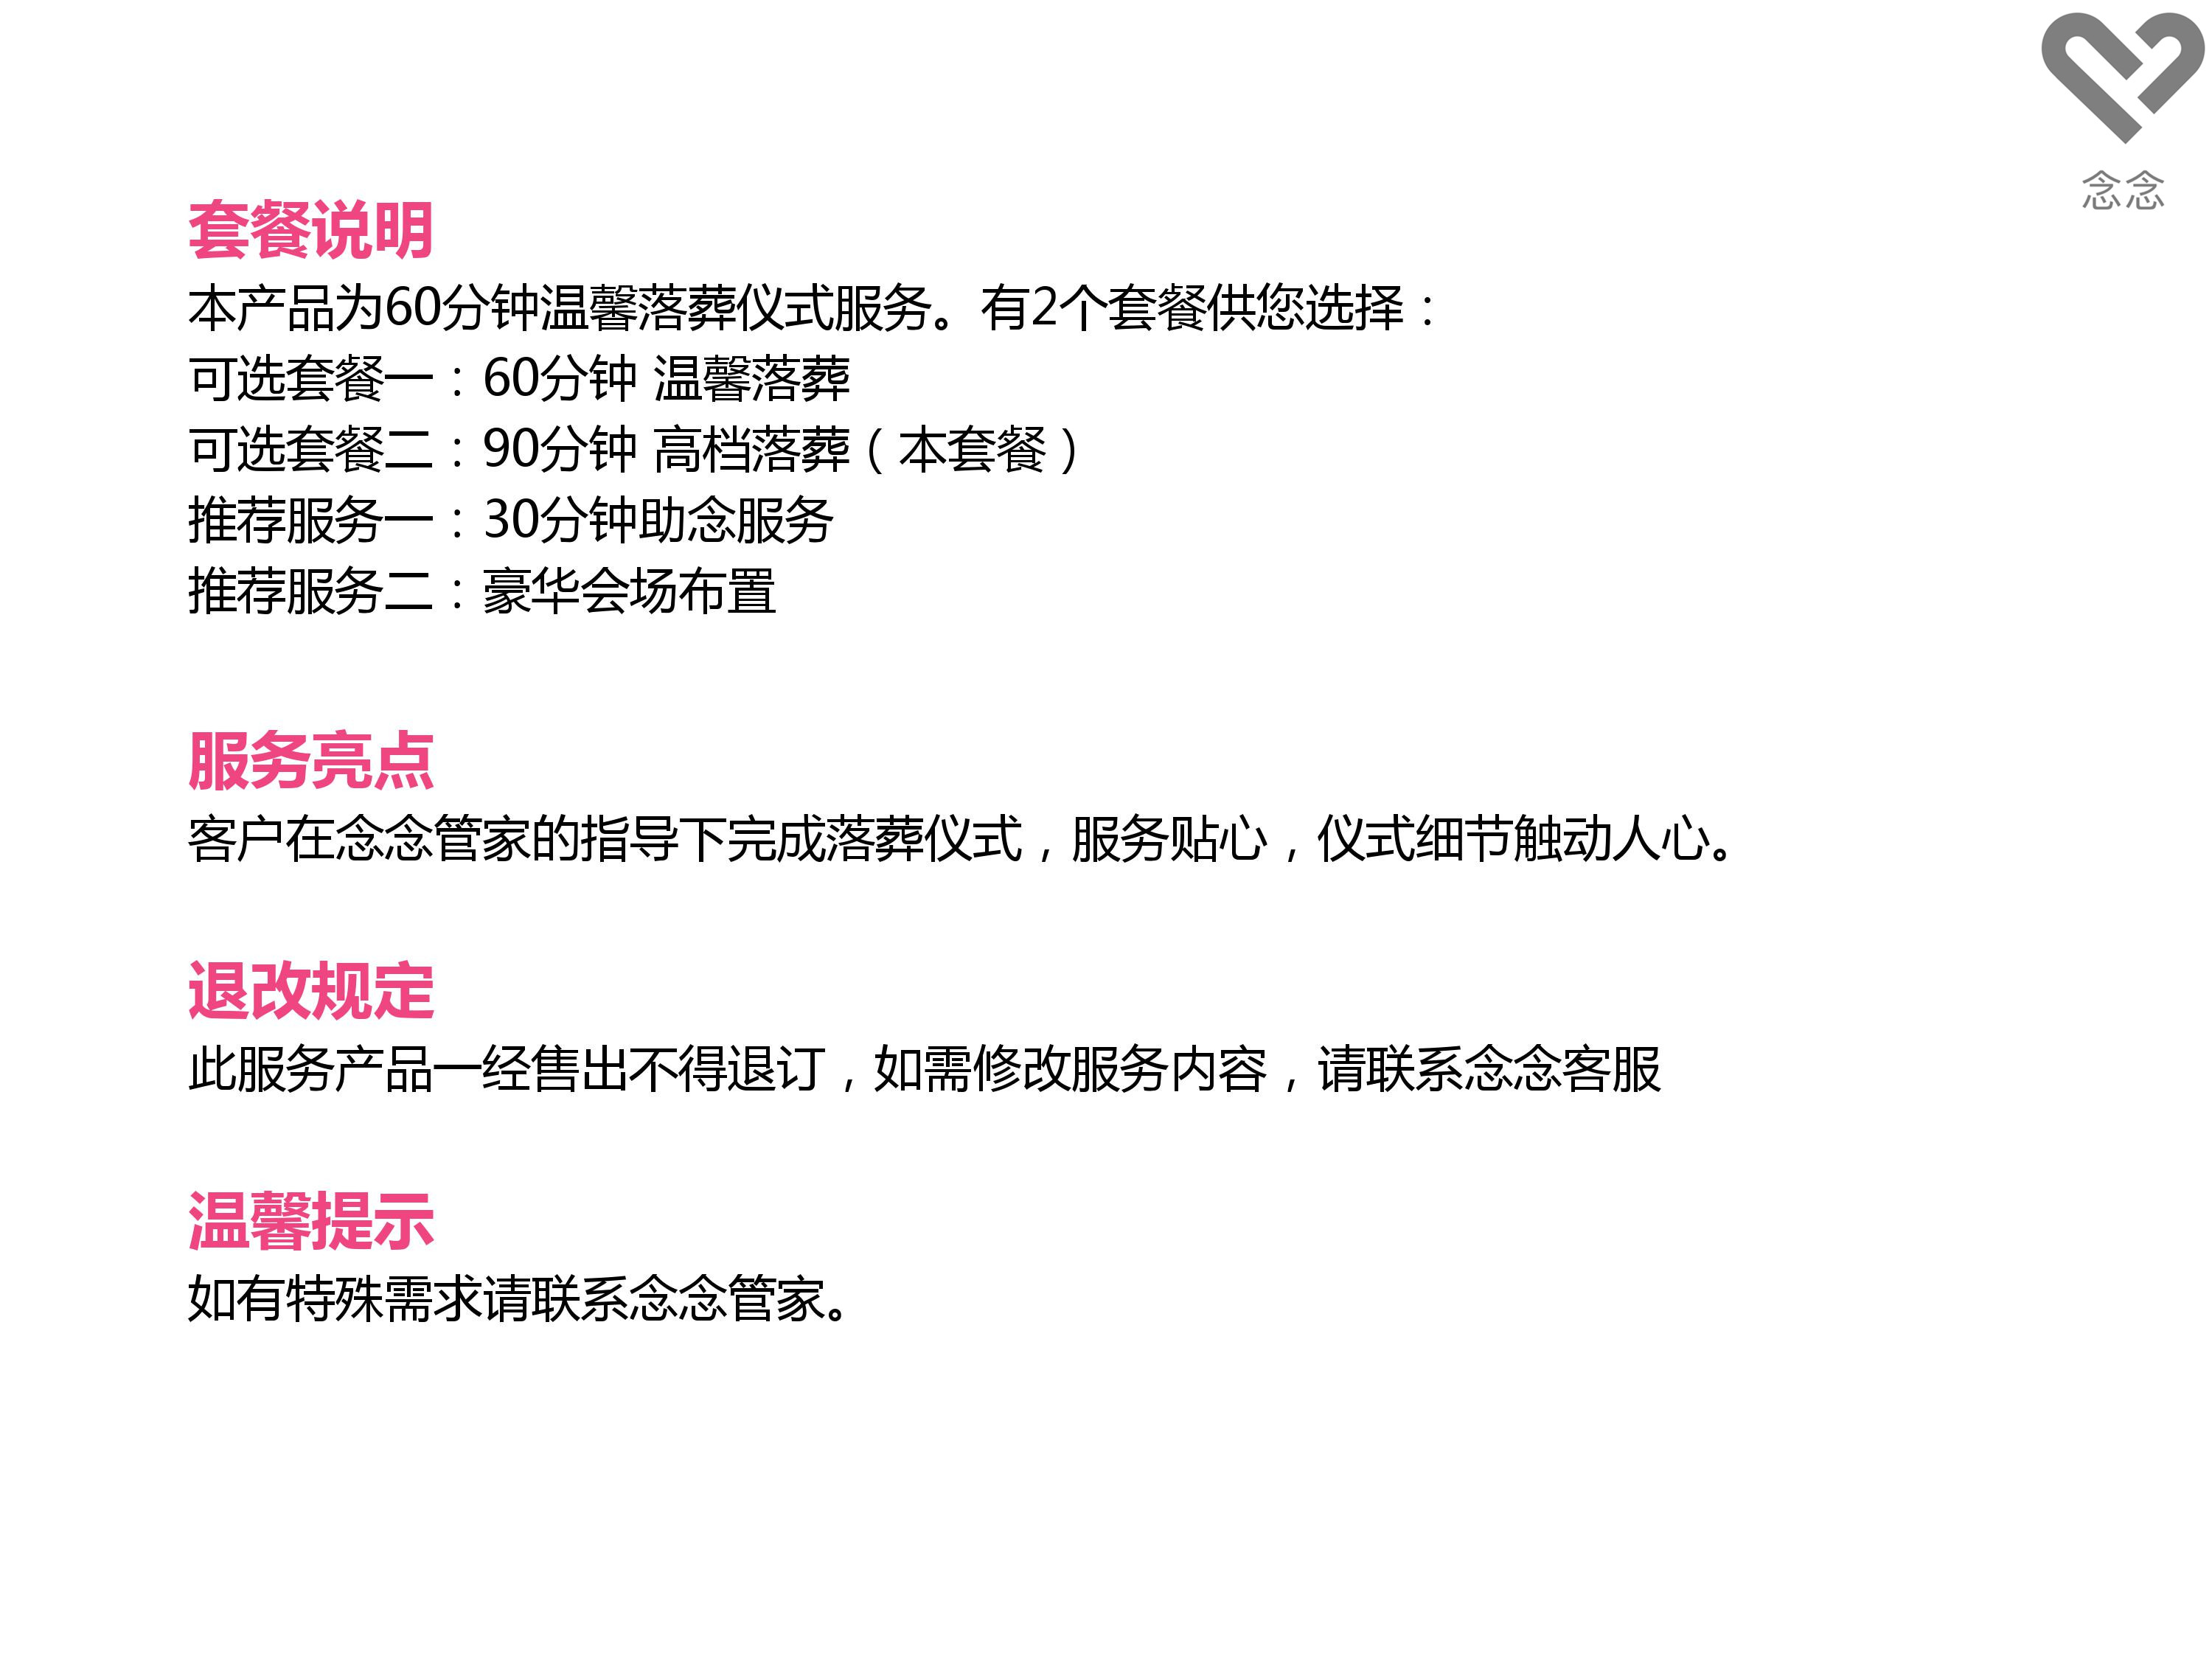 念念
套餐说明
本产品为60分钟温馨落葬仪式服务。有2个套餐供您选择：
可选套餐一：60分钟 温馨落葬
可选套餐二：90分钟 高档落葬（本套餐）
推荐服务一：30分钟助念服务
推荐服务二：豪华会场布置
服务亮点
客户在念念管家的指导下完成落葬仪式，服务贴心，仪式细节触动人心。
退改规定
此服务产品一经售出不得退订，如需修改服务内容，请联系念念客服
温馨提示
如有特殊需求请联系念念管家。